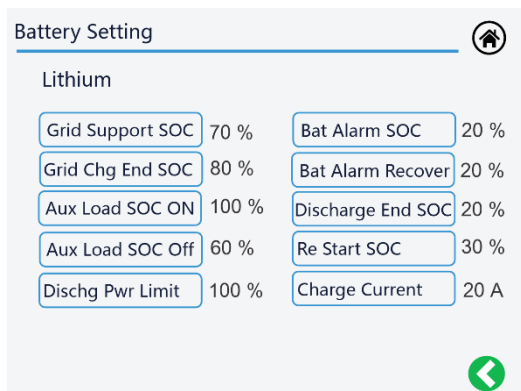 Battery Setting
Lithium
Grid Support SOC 70 %
Bat Alarm SOC 20 %
Grid Chg End SOC 80 %
Bat Alarm Recover 20 %
Aux Load SOC ON 100 %
Discharge End SOC 20 %
Aux Load SOC Off 60 %
Re Start SOC 30 %
Dischg Pwr Limit 100 %
Charge Current 20 A